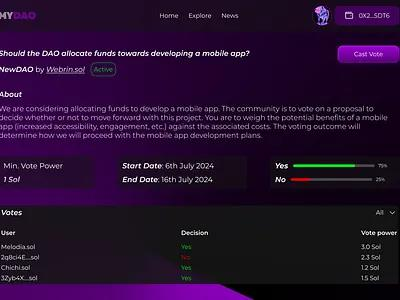 MYDAO
Home Explore News
0X2...5DT6
Should the DAO allocate funds towards developing a mobile app?
Cast Vote
NewDAO by Webrin.sol Active
About
We are considering allocating funds to develop a mobile app. The community is to vote on a proposal to
decide whether or not to move forward with this project. You are to weigh the potential benefits of a mobile
app (increased accessibility, engagement, etc.) against the associated costs. The voting outcome will
determine how we will proceed with the mobile app development plans.
Min. Vote Power
1 Sol
Start Date: 6th July 2024
End Date: 16th July 2024
Yes 75%
No 25%
Votes All
User Decision Vote power
Melodia.sol Yes 3.0 Sol
2q8ci4E....sol No 2.3 Sol
Chichi.sol Yes 1.2 Sol
3Zyb4X....sol Yes 1.5 Sol